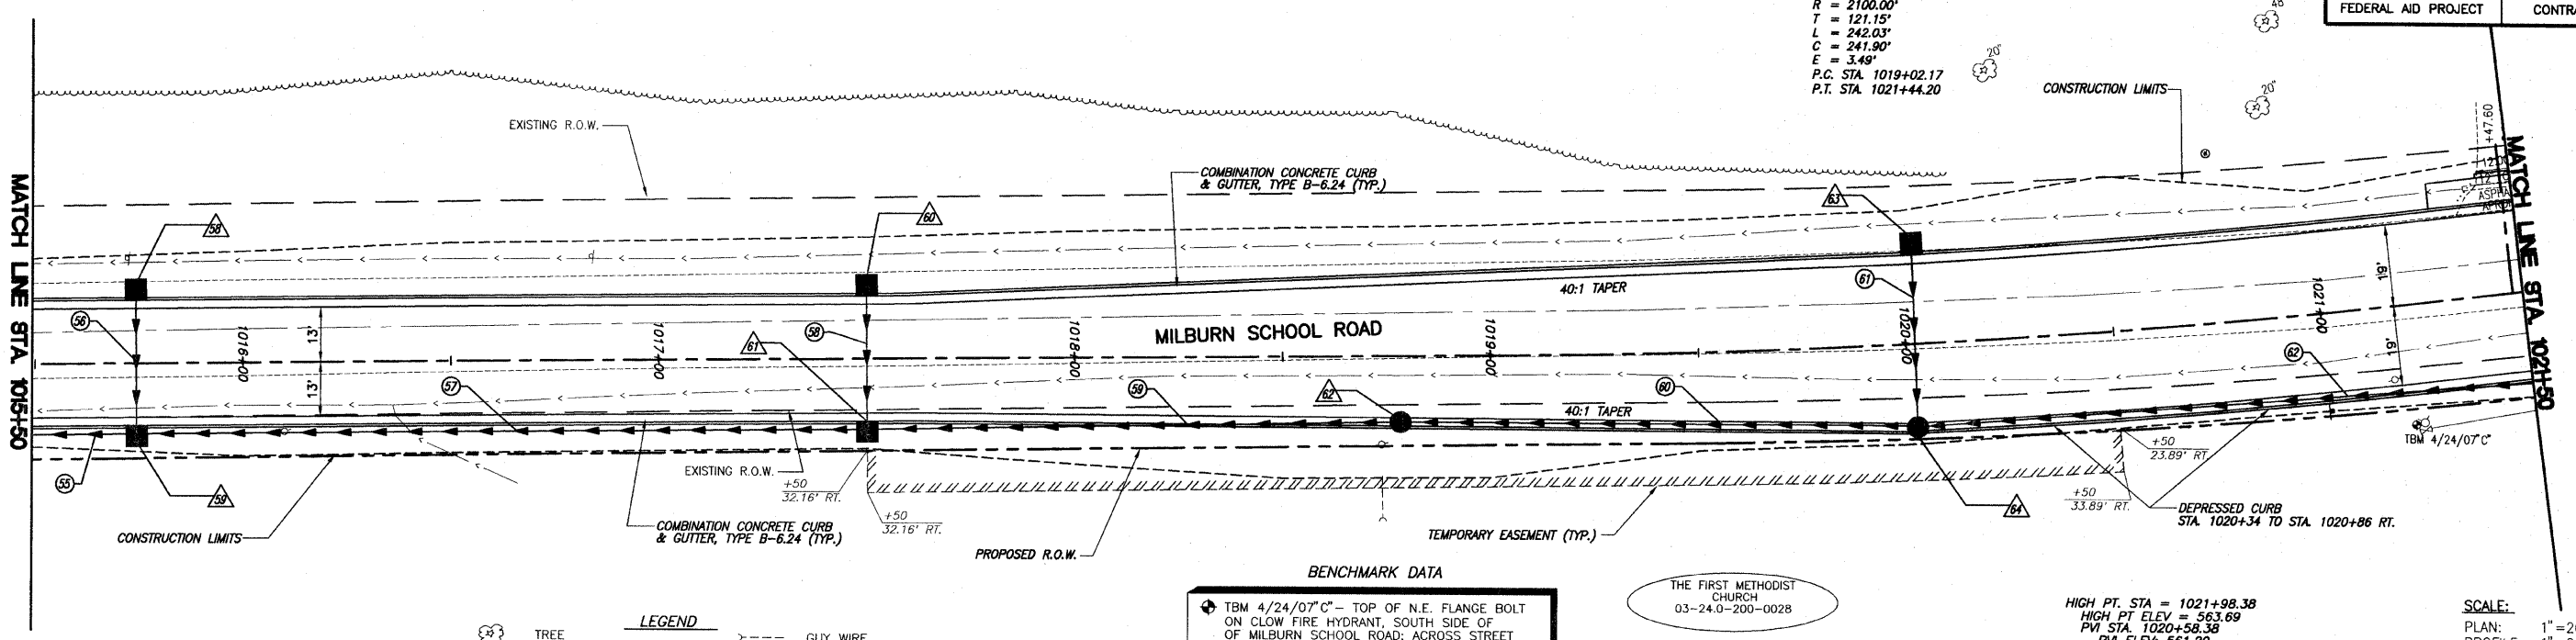 R = 2100.00'
T = 121.15'
L = 242.03'
C = 241.90'
E = 3.49'
P.C. STA. 1019+02.17
P.T. STA. 1021+44.20
FEDERAL AID PROJECT
20"
20"
CONSTRUCTION LIMITS
+47.60
EXISTING R.O.W.
COMBINATION CONCRETE CURB
& GUTTER, TYPE B-6.24 (TYP.)
MATCH LINE STA. 1015+50
MATCH LINE STA. 1021+50
58
60
63
56
58
61
61
40:1 TAPER
MILBURN SCHOOL ROAD
1016+00
1017+00
1018+00
1019+00
1020+00
1021+00
13'
13'
19'
19'
57
59
62
60
62
40:1 TAPER
55
59
64
EXISTING R.O.W.
+50
32.16' RT.
+50
32.16' RT.
+50
23.89' RT.
+50
33.89' RT.
TBM 4/24/07"C"
CONSTRUCTION LIMITS
COMBINATION CONCRETE CURB
& GUTTER, TYPE B-6.24 (TYP.)
PROPOSED R.O.W.
TEMPORARY EASEMENT (TYP.)
DEPRESSED CURB
STA. 1020+34 TO STA. 1020+86 RT.
BENCHMARK DATA
TBM 4/24/07"C"- TOP OF N.E. FLANGE BOLT
ON CLOW FIRE HYDRANT, SOUTH SIDE OF
OF MILBURN SCHOOL ROAD; ACROSS STREET
THE FIRST METHODIST
CHURCH
03-24.0-200-0028
LEGEND
TREE
GUY WIRE
HIGH PT. STA = 1021+98.38
HIGH PT ELEV = 563.69
PVI STA. 1020+58.38
SCALE:
PLAN: